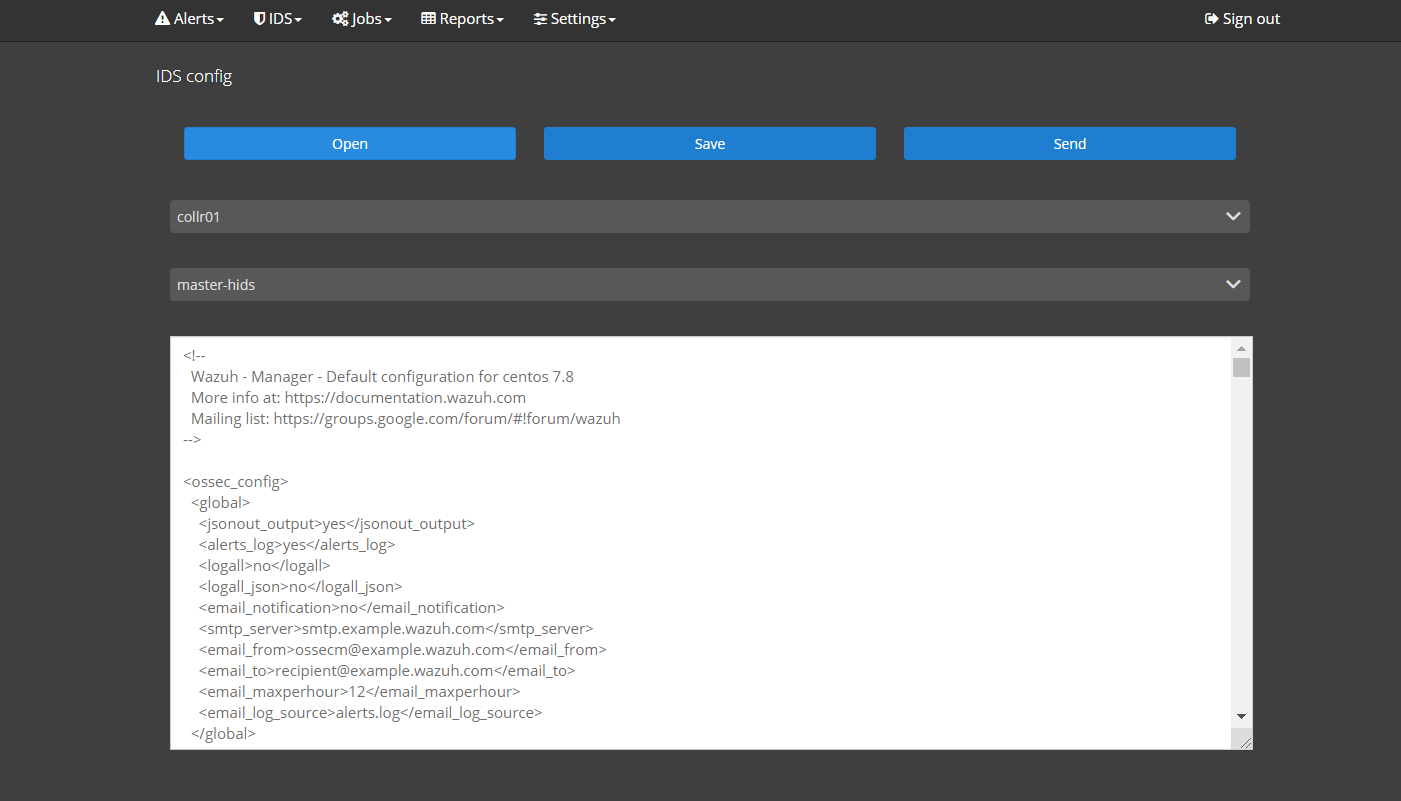 Alerts IDS Jobs Reports Settings Sign out
IDS config
Open Save Send
collr01
master-hids
<!--
  Wazuh - Manager - Default configuration for centos 7.8
  More info at: https://documentation.wazuh.com
  Mailing list: https://groups.google.com/forum/#!forum/wazuh
-->

<ossec_config>
  <global>
    <jsonout_output>yes</jsonout_output>
    <alerts_log>yes</alerts_log>
    <logall>no</logall>
    <logall_json>no</logall_json>
    <email_notification>no</email_notification>
    <smtp_server>smtp.example.wazuh.com</smtp_server>
    <email_from>ossecm@example.wazuh.com</email_from>
    <email_to>recipient@example.wazuh.com</email_to>
    <email_maxperhour>12</email_maxperhour>
    <email_log_source>alerts.log</email_log_source>
  </global>